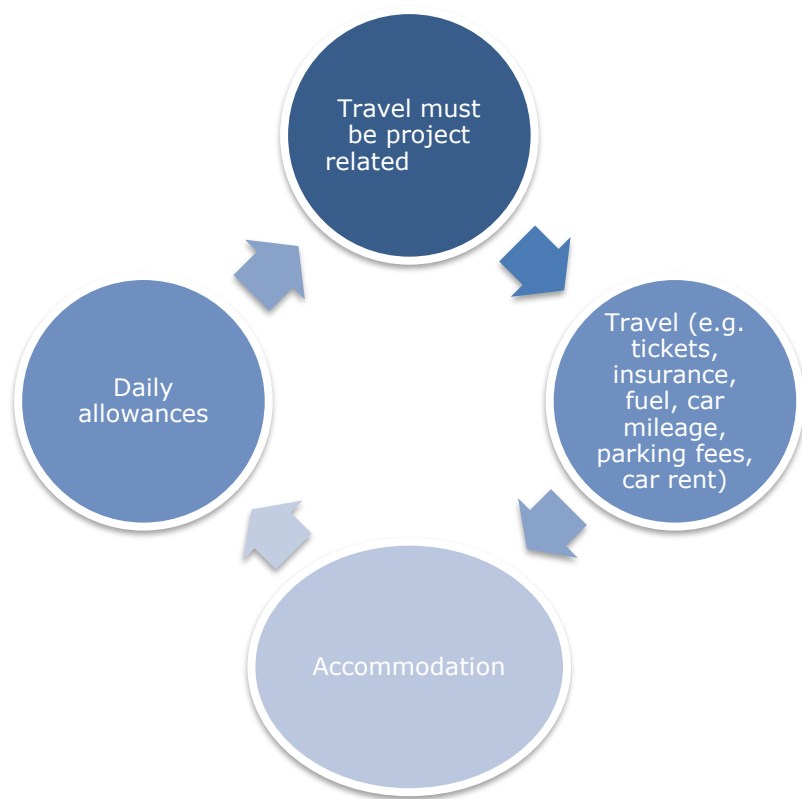 Travel must
be project
related
Travel (e.g.
tickets,
insurance,
fuel, car
mileage,
parking fees,
car rent)
Accommodation
Daily
allowances